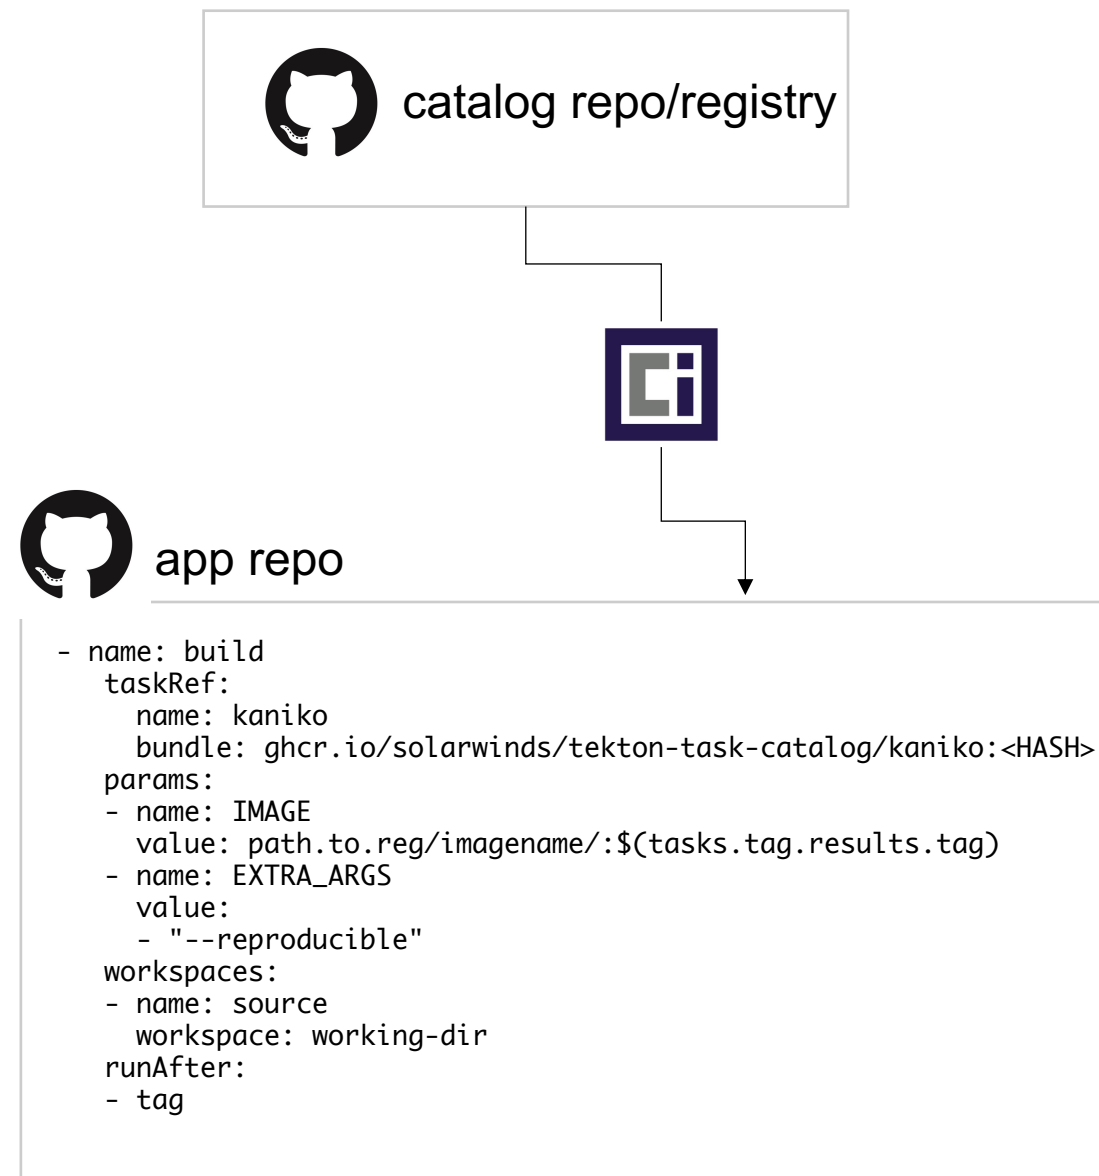 catalog repo/registry
Ci
app repo
- name: build
   taskRef:
     name: kaniko
     bundle: ghcr.io/solarwinds/tekton-task-catalog/kaniko:<HASH>
   params:
   - name: IMAGE
     value: path.to.reg/imagename/:$(tasks.tag.results.tag)
   - name: EXTRA_ARGS
     value:
     - "--reproducible"
   workspaces:
   - name: source
     workspace: working-dir
   runAfter:
   - tag